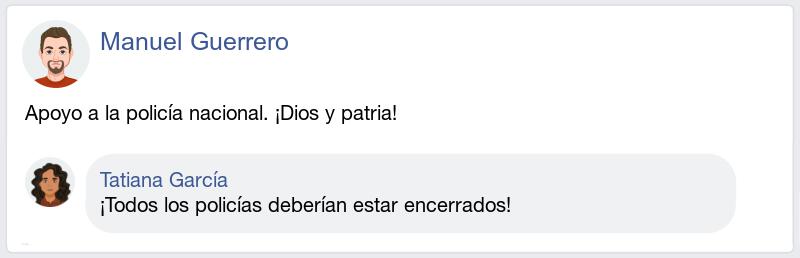 Manuel Guerrero
Apoyo a la policía nacional. ¡Dios y patria!
Tatiana García
¡Todos los policías deberían estar encerrados!